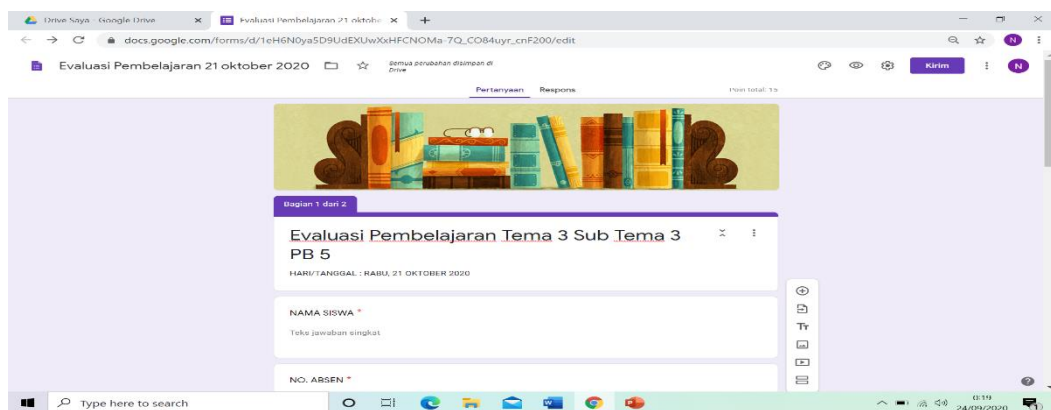 Drive Saya - Google Drive
Evaluasi Pembelajaran 21 oktobe
docs.google.com/forms/d/1eH6N0ya5D9UdEXUwXxHFCNOMa-7Q_CO84uyr_cnF200/edit
N
Evaluasi Pembelajaran 21 oktober 2020
Semua perubahan disimpan di
Drive
Kirim
N
Pertanyaan Respons
Poin total: 15
Bagian 1 dari 2
Evaluasi Pembelajaran Tema 3 Sub Tema 3
PB 5
HARI/TANGGAL : RABU, 21 OKTOBER 2020
NAMA SISWA *
Teks jawaban singkat
NO. ABSEN *
Type here to search
0:19
24/09/2020